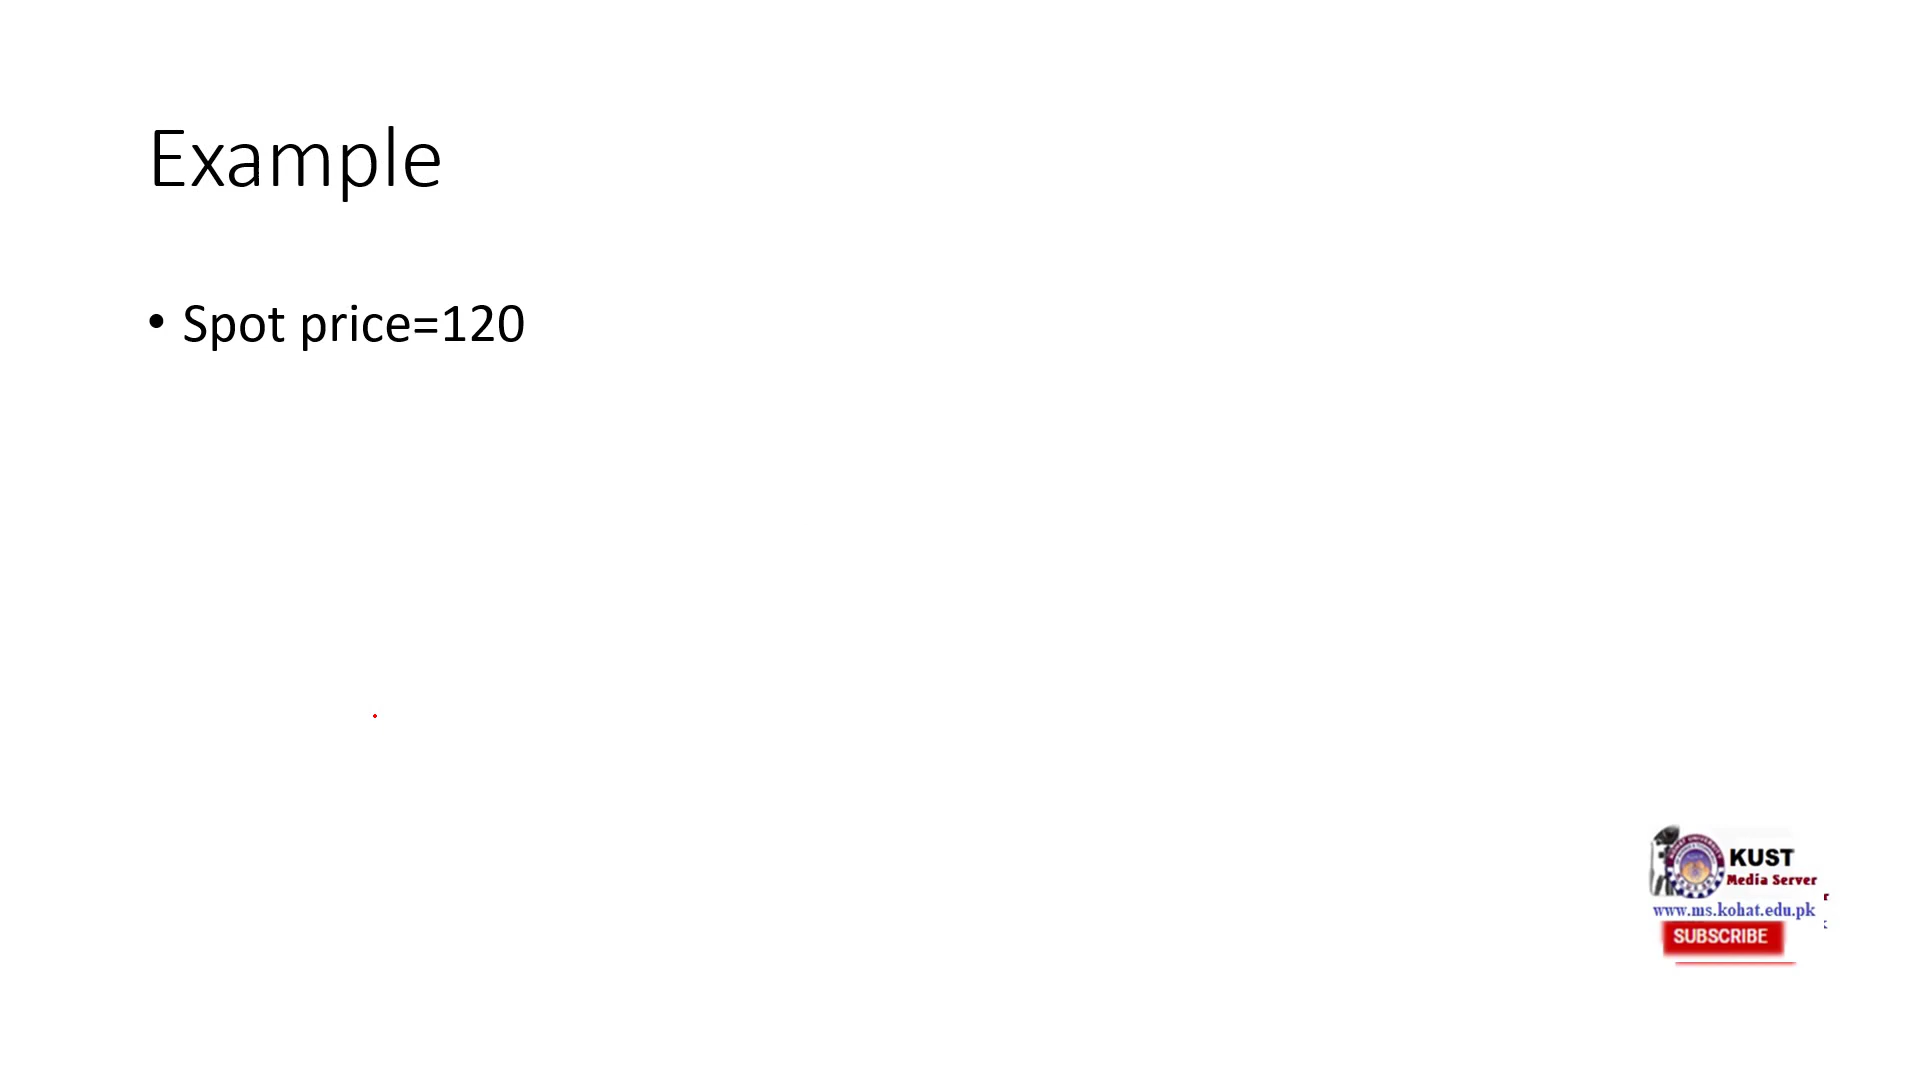 Example
• Spot price=120
KUST
Media Server
www.ms.kohat.edu.pk
SUBSCRIBE